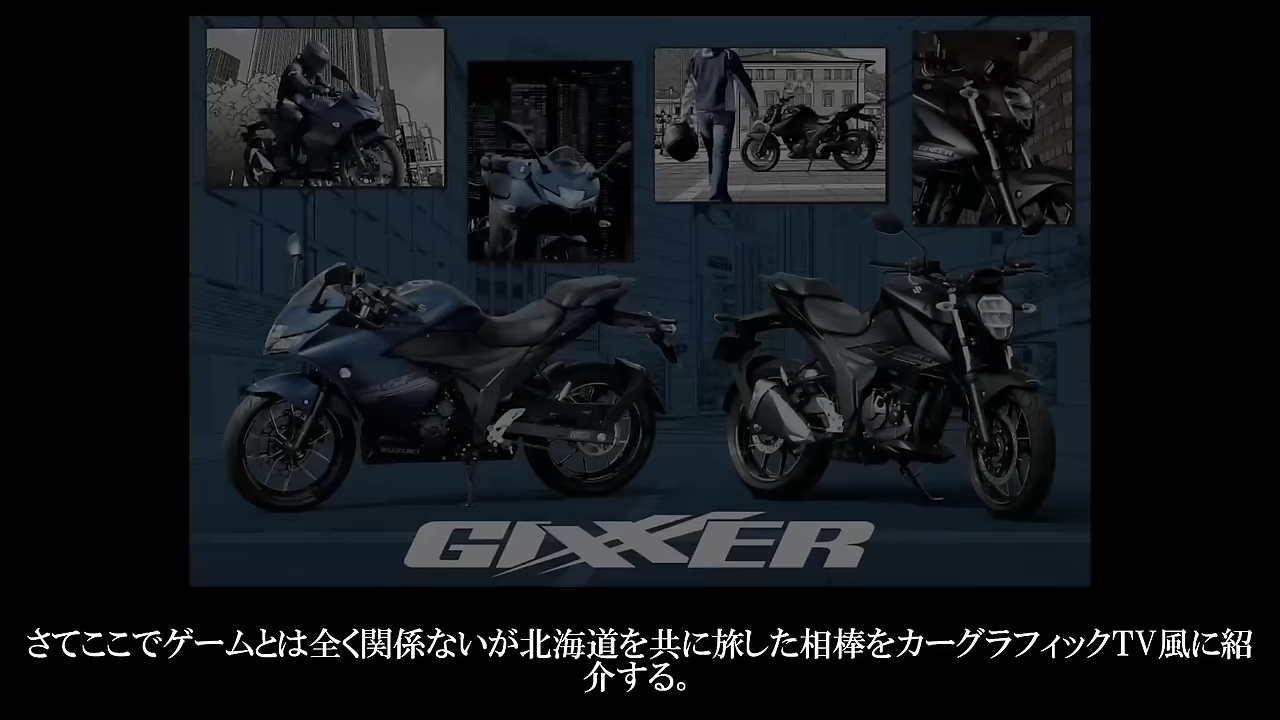 GIXXER
SUZUKI
GIXXER
さてここでゲームとは全く関係ないが北海道を共に旅した相棒をカーグラフィックTV風に紹
介する。